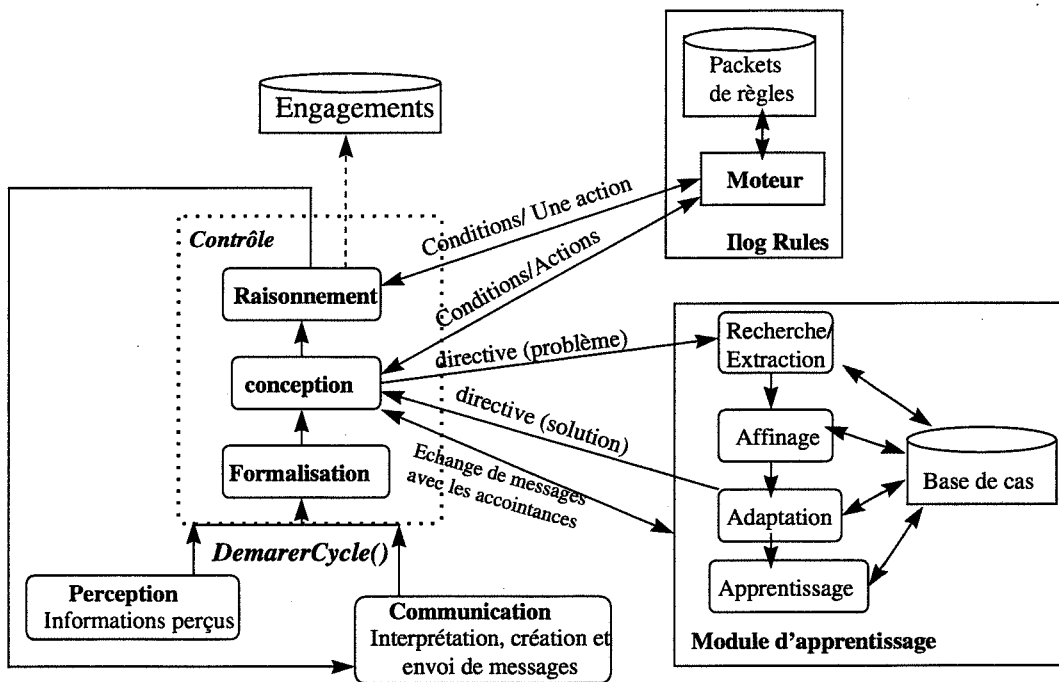 Packets
de règles
Moteur
Ilog Rules
Engagements
Contrôle
Raisonnement
conception
Formalisation
DemarerCycle()
Perception
Informations perçus
Communication
Interprétation, création et
envoi de messages
Conditions/ Une action
Conditions/Actions
directive (problème)
directive (solution)
Echange de messages
avec les accointances
Recherche/
Extraction
Affinage
Adaptation
Apprentissage
Base de cas
Module d'apprentissage